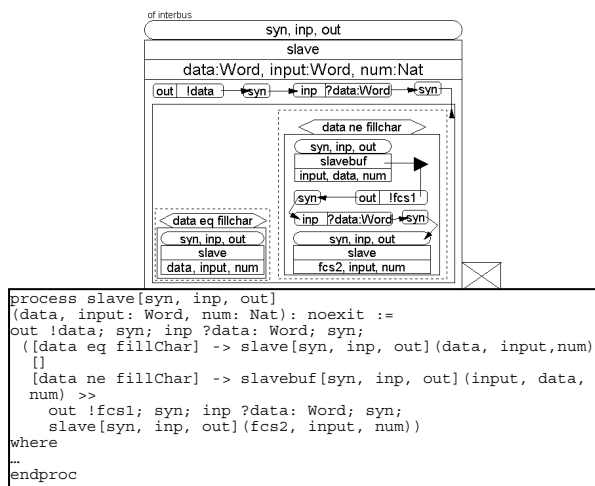 of interbus
syn, inp, out
slave
data:Word, input:Word, num:Nat
out !data syn inp ?data:Word syn
data ne fillchar
syn, inp, out
slavebuf
input, data, num
syn out !fcs1
inp ?data:Word syn
data eq fillchar
syn, inp, out
slave
data, input, num
syn, inp, out
slave
fcs2, input, num
process slave[syn, inp, out]
(data, input: Word, num: Nat): noexit :=
out !data; syn; inp ?data: Word; syn;
([data eq fillChar] -> slave[syn, inp, out](data, input,num)
[]
[data ne fillChar] -> slavebuf[syn, inp, out](input, data,
num) >>
out !fcs1; syn; inp ?data: Word; syn;
slave[syn, inp, out](fcs2, input, num))
where
…
endproc